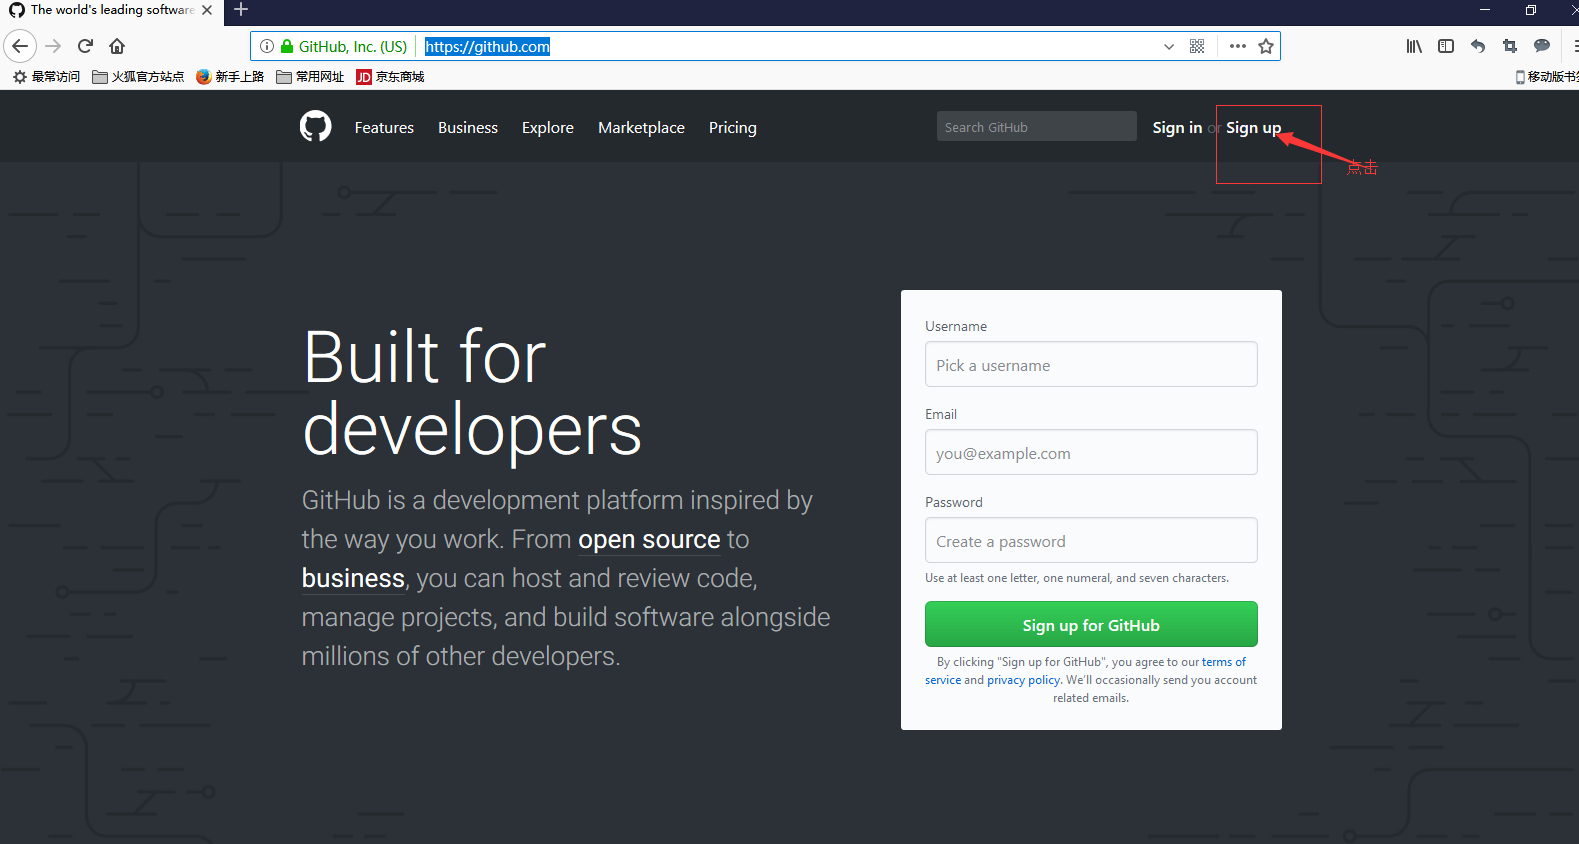 The world's leading software
GitHub, Inc. (US)
https://github.com
最常访问
火狐官方站点
新手上路
常用网址
JD
京东商城
移动版书
Features
Business
Explore
Marketplace
Pricing
Search GitHub
Sign in or Sign up
点击
Built for
developers
GitHub is a development platform inspired by
the way you work. From open source to
business, you can host and review code,
manage projects, and build software alongside
millions of other developers.
Username
Pick a username
Email
you@example.com
Password
Create a password
Use at least one letter, one numeral, and seven characters.
Sign up for GitHub
By clicking "Sign up for GitHub", you agree to our terms of
service and privacy policy. We'll occasionally send you account
related emails.